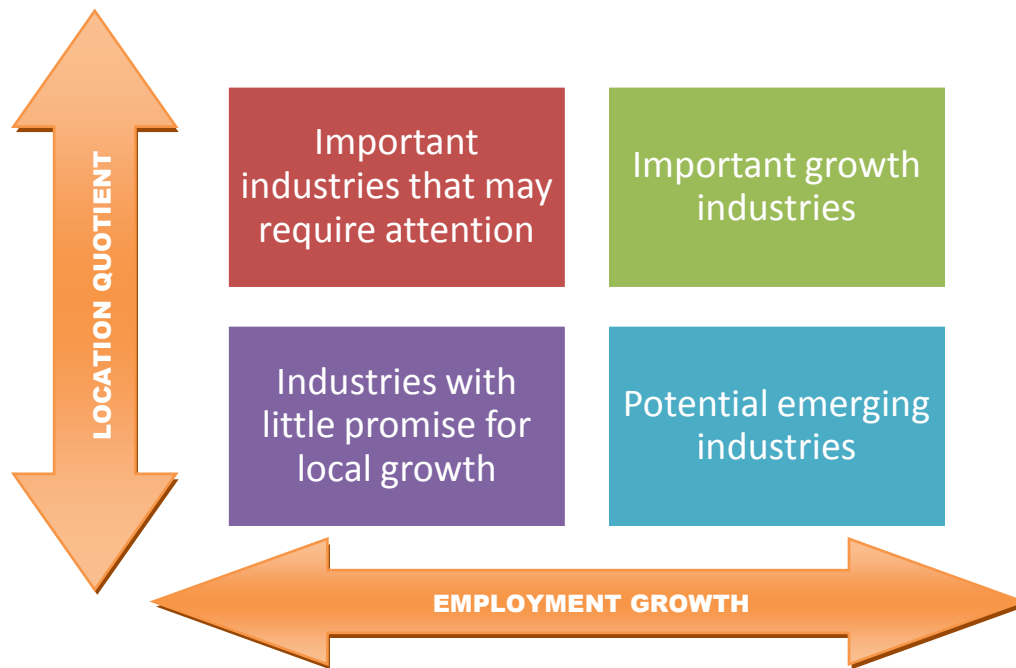 LOCATION QUOTIENT
Important
industries that may
require attention
Important growth
industries
Industries with
little promise for
local growth
Potential emerging
industries
EMPLOYMENT GROWTH